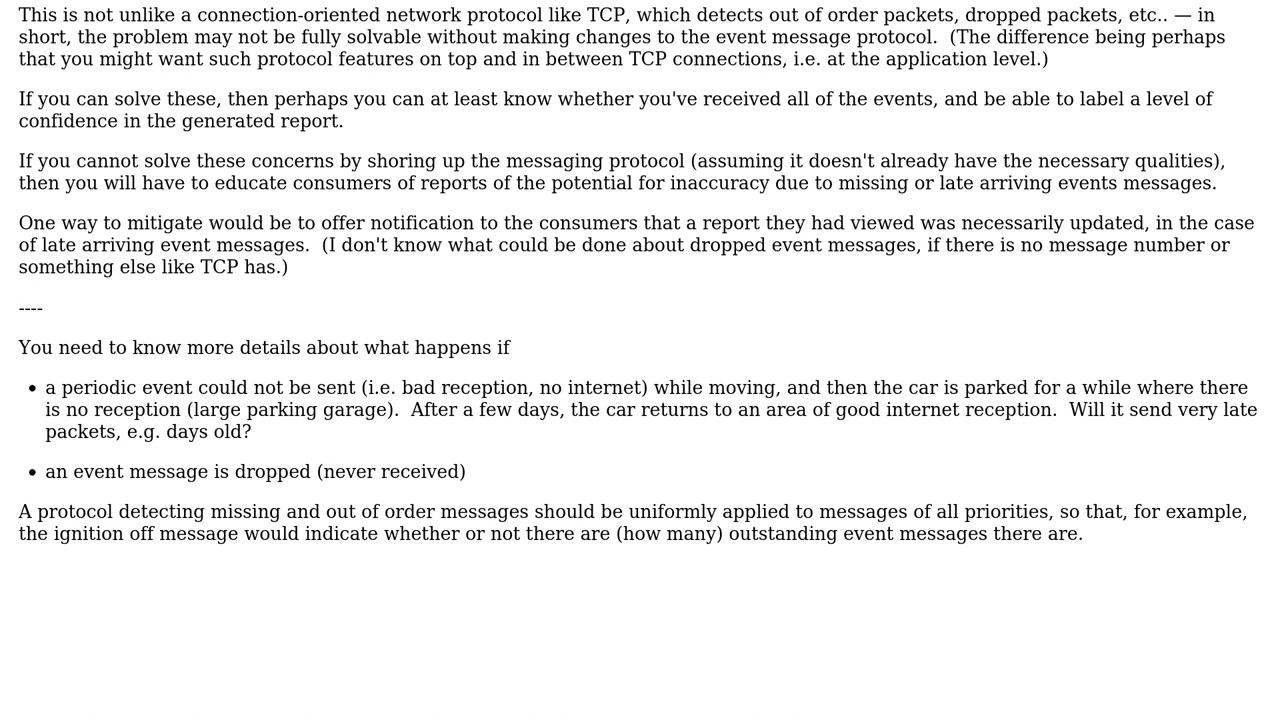 This is not unlike a connection-oriented network protocol like TCP, which detects out of order packets, dropped packets, etc.. — in
short, the problem may not be fully solvable without making changes to the event message protocol.  (The difference being perhaps
that you might want such protocol features on top and in between TCP connections, i.e. at the application level.)
If you can solve these, then perhaps you can at least know whether you've received all of the events, and be able to label a level of
confidence in the generated report.
If you cannot solve these concerns by shoring up the messaging protocol (assuming it doesn't already have the necessary qualities),
then you will have to educate consumers of reports of the potential for inaccuracy due to missing or late arriving events messages.
One way to mitigate would be to offer notification to the consumers that a report they had viewed was necessarily updated, in the case
of late arriving event messages.  (I don't know what could be done about dropped event messages, if there is no message number or
something else like TCP has.)
----
You need to know more details about what happens if
• a periodic event could not be sent (i.e. bad reception, no internet) while moving, and then the car is parked for a while where there
is no reception (large parking garage).  After a few days, the car returns to an area of good internet reception.  Will it send very late
packets, e.g. days old?
• an event message is dropped (never received)
A protocol detecting missing and out of order messages should be uniformly applied to messages of all priorities, so that, for example,
the ignition off message would indicate whether or not there are (how many) outstanding event messages there are.